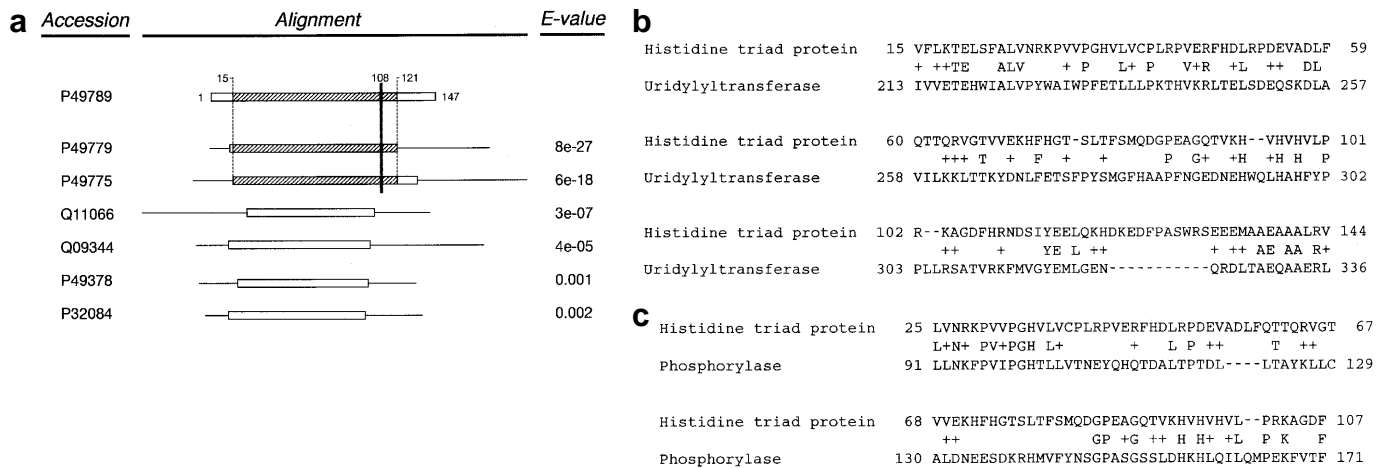 a
Accession Alignment E-value
15 108 121
P49789 1 147
P49779 8e-27
P49775 6e-18
Q11066 3e-07
Q09344 4e-05
P49378 0.001
P32084 0.002
b
Histidine triad protein 15 VFLKTELSFALVNRKPVVPGHVLVCPLRPVERFHDLRPDEVADLF 59
+ ++TE ALV + P L+ P V+R +L ++ DL
Uridylyltransferase 213 IVVETEHWIALVPYWAIWPFETLLLPKTHVKRLTELSDEQSKDLA 257
Histidine triad protein 60 QTTQRVGTVVEKHFHGT-SLTFSMQDGPEAGQTVKH--VHVHVLP 101
+++ T + F + + P G+ +H +HV H P
Uridylyltransferase 258 VILKKLTTKYDNLFETSFPYSMGFHAAPFNGEDNEHWQLHAHFYP 302
Histidine triad protein 102 R--KAGDFHRNDSIYEELQKHDKEDFPASWRSEEEMAAEAAALRV 144
++ + YE L ++ + ++ AE AA R+
Uridylyltransferase 303 PLLRSATVRKFMVGYEMLGEN-----------QRDLTAEQAAERL 336
c
Histidine triad protein 25 LVNRKPVVPGHVLVCPLRPVERFHDLRPDEVADLFQTTQRVGT 67
L+N+ PV+PGH L+ + L P ++ T ++
Phosphorylase 91 LLNKFPVIPGHTLLVTNEYQHQTDALTPTDL----LTAYKLLC 129
Histidine triad protein 68 VVEKHFHGTSLTFSMQDGPEAGQTVKHVHVHVL--PRKAGDF 107
++ GP +G ++ H H+ +L P K F
Phosphorylase 130 ALDNEESDKRHMVFYNSGPASGSSLDHKHLQILQMPEKFVTF 171